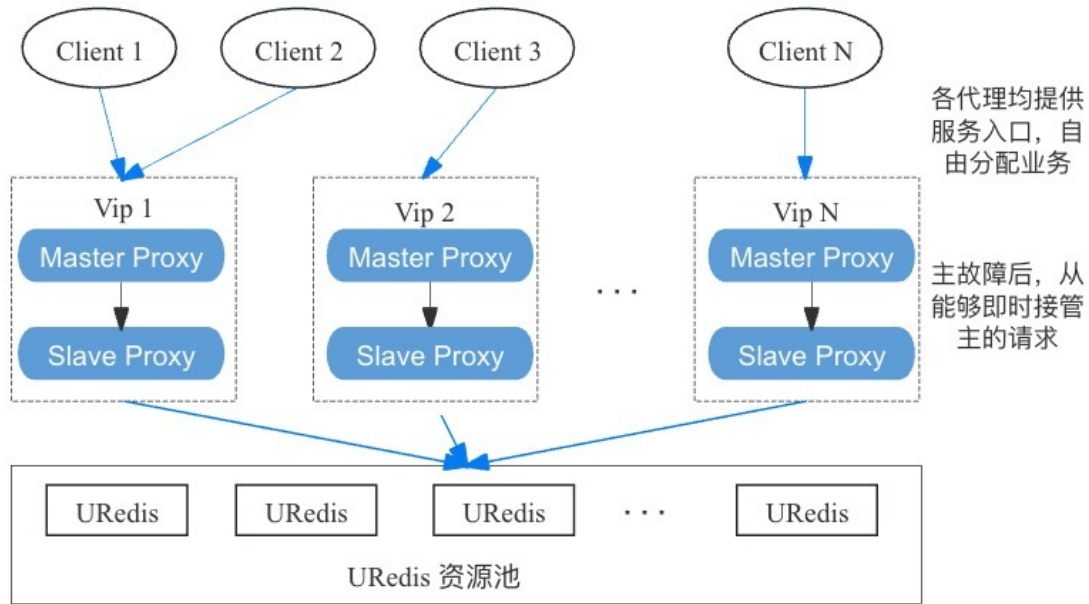 Client 1
Client 2
Client 3
Client N
各代理均提供
服务入口，自
由分配业务
Vip 1
Vip 2
Vip N
Master Proxy
Master Proxy
Master Proxy
主故障后，从
能够即时接管
主的请求
. . .
Slave Proxy
Slave Proxy
Slave Proxy
URedis
URedis
URedis
. . .
URedis
URedis 资源池